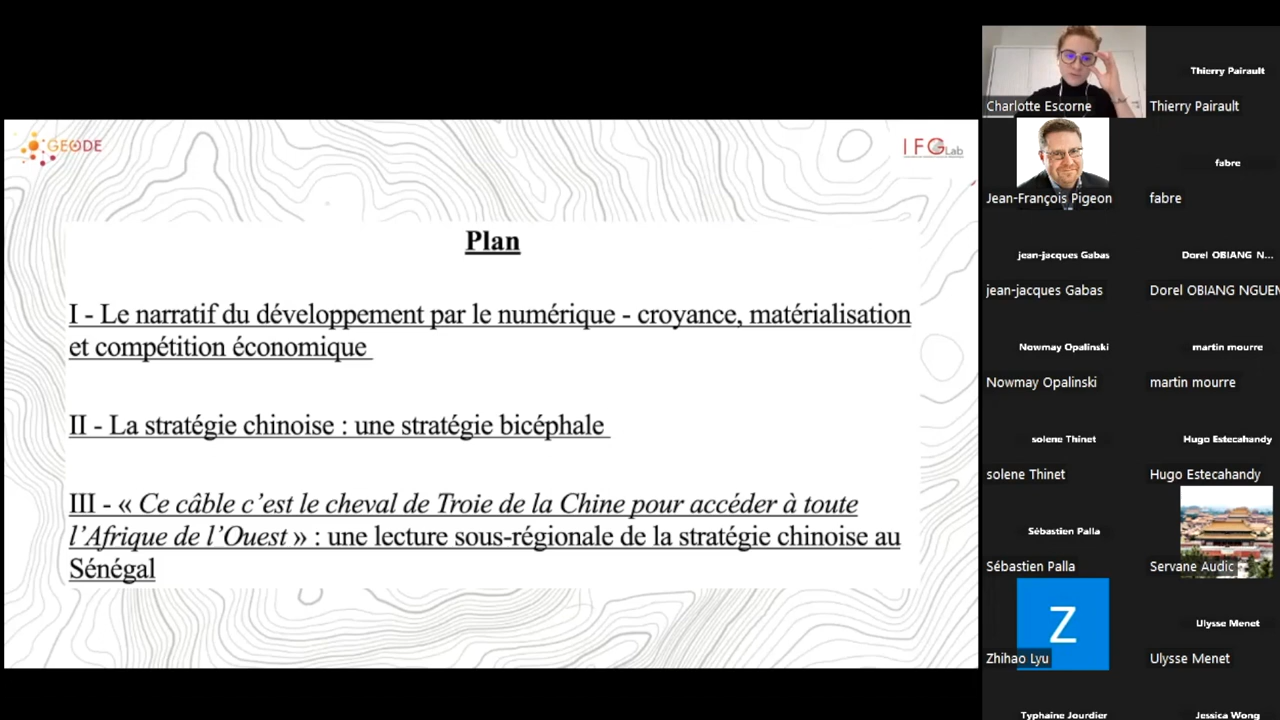 GEODE
IFG Lab
Plan
I - Le narratif du développement par le numérique - croyance, matérialisation
et compétition économique
II - La stratégie chinoise : une stratégie bicéphale
III - « Ce câble c’est le cheval de Troie de la Chine pour accéder à toute
l’Afrique de l’Ouest » : une lecture sous-régionale de la stratégie chinoise au
Sénégal
Charlotte Escorne
Thierry Pairault
Thierry Pairault
Jean-François Pigeon
fabre
fabre
jean-jacques Gabas
jean-jacques Gabas
Dorel OBIANG N...
Dorel OBIANG NGUEM
Nowmay Opalinski
Nowmay Opalinski
martin mourre
martin mourre
solene Thinet
solene Thinet
Hugo Estecahandy
Hugo Estecahandy
Sébastien Palla
Sébastien Palla
Servane Audic
Z
Zhihao Lyu
Ulysse Menet
Ulysse Menet
Typhaine Jourdier
Jessica Wong